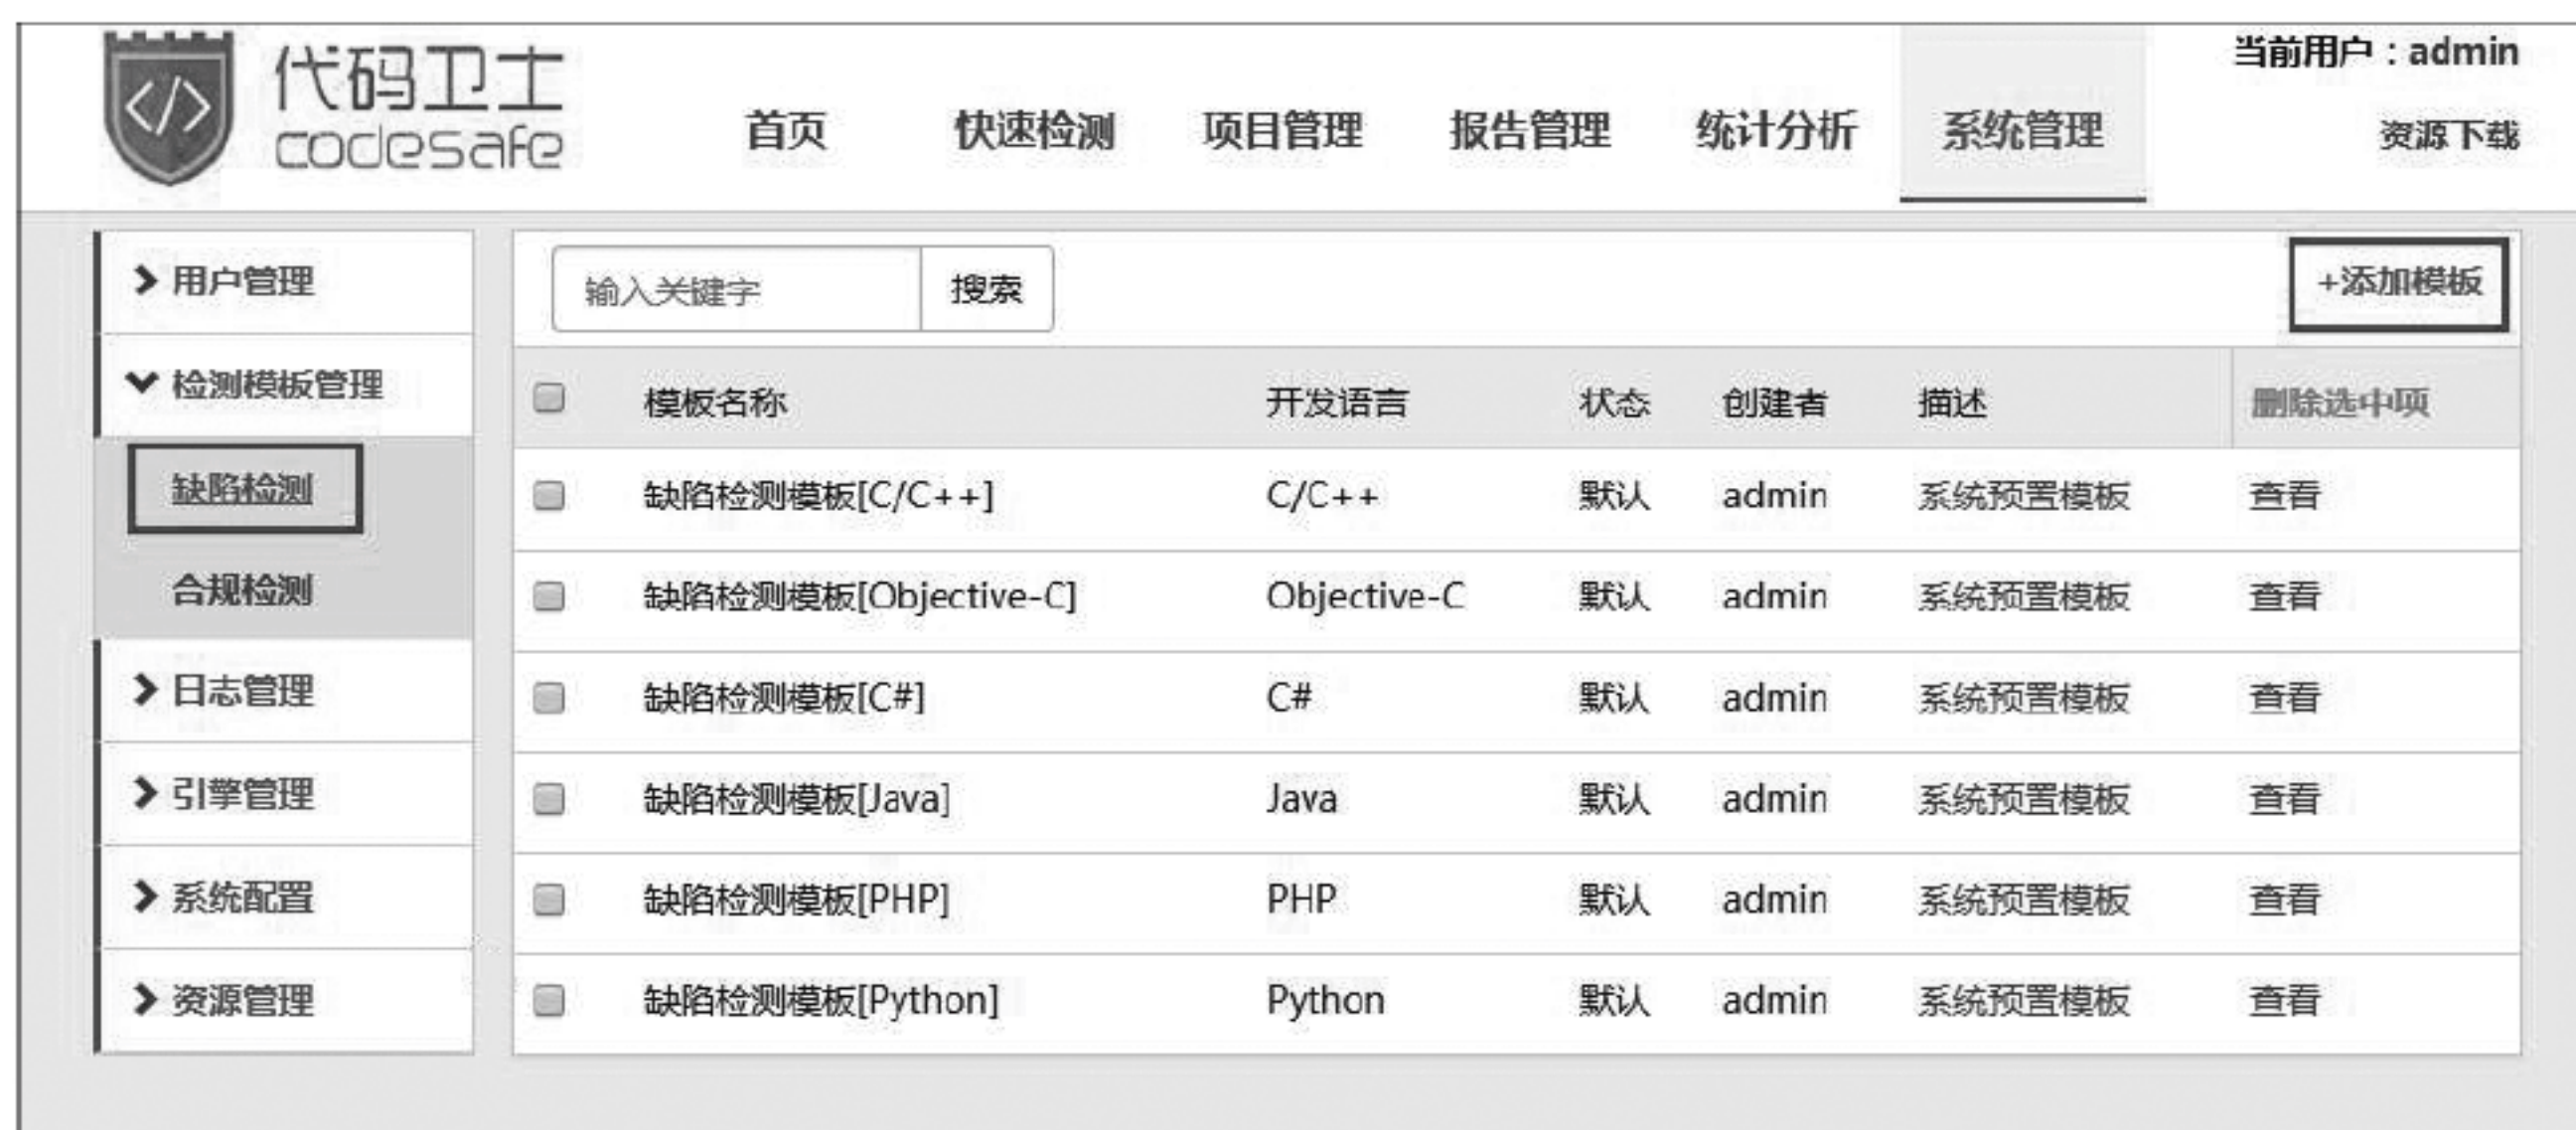 当前用户：admin
代码卫士
codesafe
首页 快速检测 项目管理 报告管理 统计分析 系统管理 资源下载
用户管理
检测模板管理
缺陷检测
合规检测
日志管理
引擎管理
系统配置
资源管理
输入关键字 搜索 +添加模板
模板名称 开发语言 状态 创建者 描述 删除选中项
缺陷检测模板[C/C++] C/C++ 默认 admin 系统预置模板 查看
缺陷检测模板[Objective-C] Objective-C 默认 admin 系统预置模板 查看
缺陷检测模板[C#] C# 默认 admin 系统预置模板 查看
缺陷检测模板[Java] Java 默认 admin 系统预置模板 查看
缺陷检测模板[PHP] PHP 默认 admin 系统预置模板 查看
缺陷检测模板[Python] Python 默认 admin 系统预置模板 查看